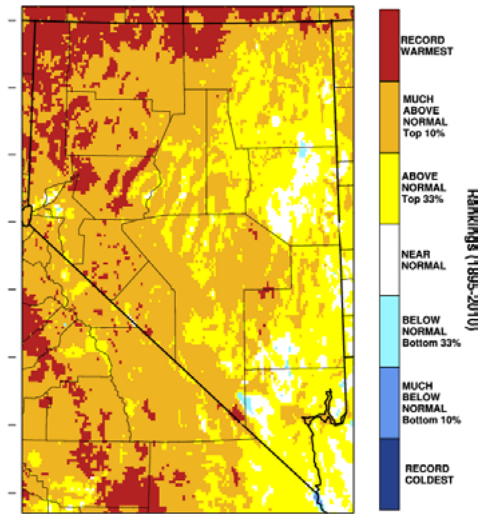 RECORD
WARMEST
MUCH
ABOVE
NORMAL
Top 10%
ABOVE
NORMAL
Top 33%
NEAR
NORMAL
BELOW
NORMAL
Bottom 33%
MUCH
BELOW
NORMAL
Bottom 10%
RECORD
COLDEST
Rankings (1895-2010)